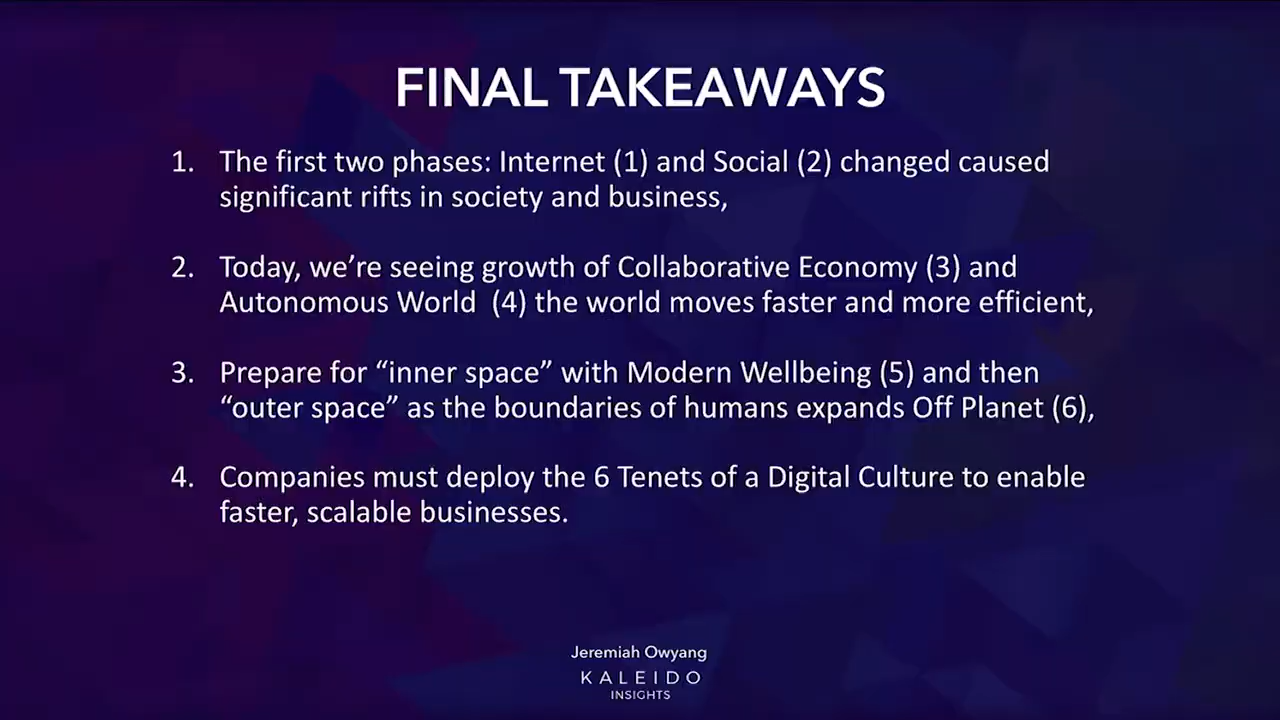 FINAL TAKEAWAYS
1. The first two phases: Internet (1) and Social (2) changed caused
significant rifts in society and business,
2. Today, we’re seeing growth of Collaborative Economy (3) and
Autonomous World  (4) the world moves faster and more efficient,
3. Prepare for “inner space” with Modern Wellbeing (5) and then
“outer space” as the boundaries of humans expands Off Planet (6),
4. Companies must deploy the 6 Tenets of a Digital Culture to enable
faster, scalable businesses.
Jeremiah Owyang
KALEIDO
INSIGHTS